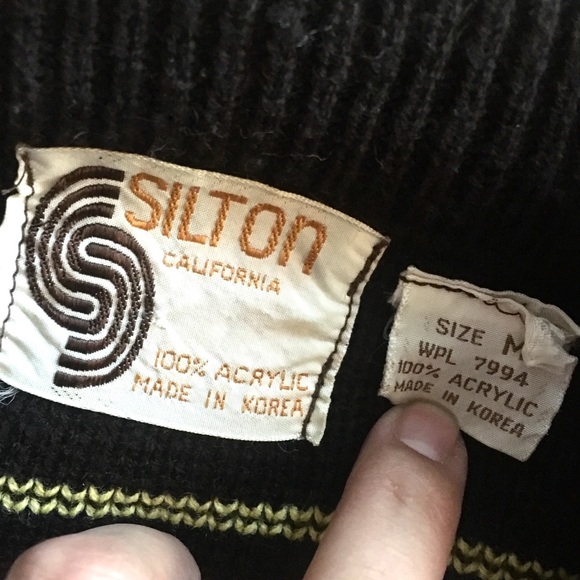 SILTON
CALIFORNIA
100% ACRYLIC
MADE IN KOREA
SIZE M
WPL 7994
100% ACRYLIC
MADE IN KOREA